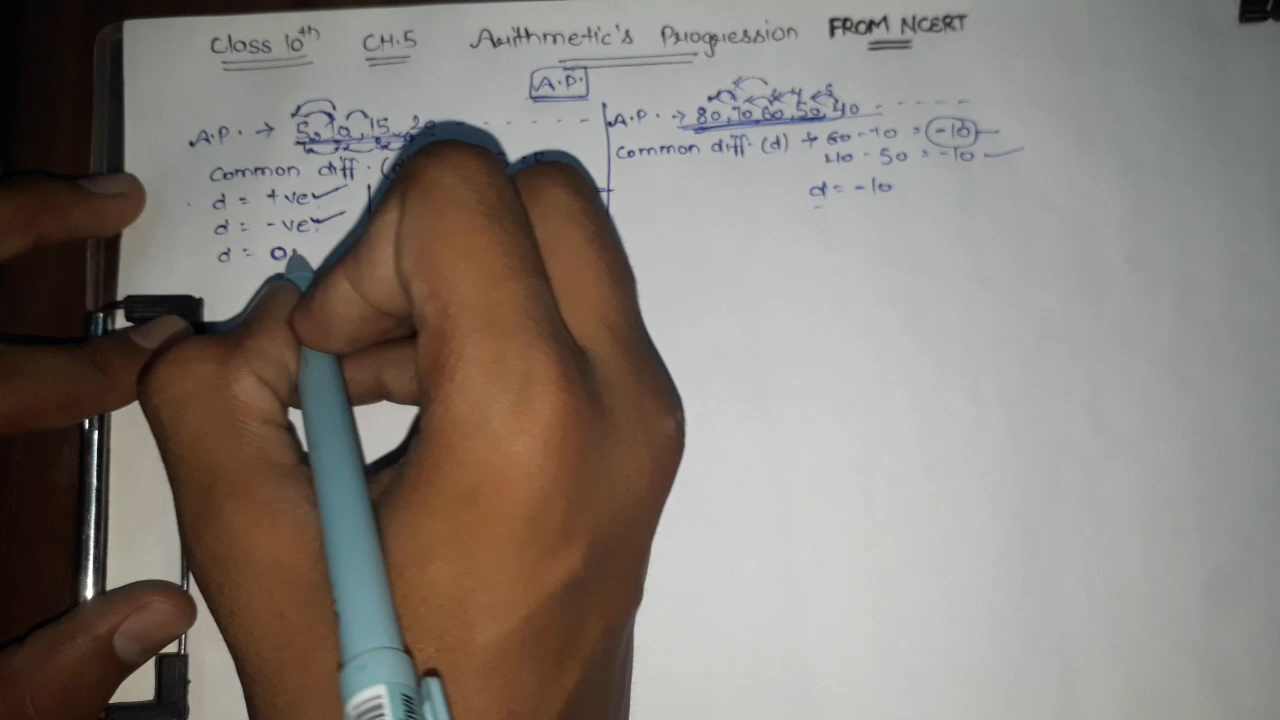 Class 10th CH.5 Arithmetic's Progression FROM NCERT
A.P.
A.P. → 5, 10, 15, 20 - - - - - -
Common diff.
d = +ve ✓
d = -ve ✓
d = 0
A.P. → 80, 70, 60, 50, 40 - - - - - -
Common diff (d) → 60 - 70 = -10
40 - 50 = -10 ✓
d = -10